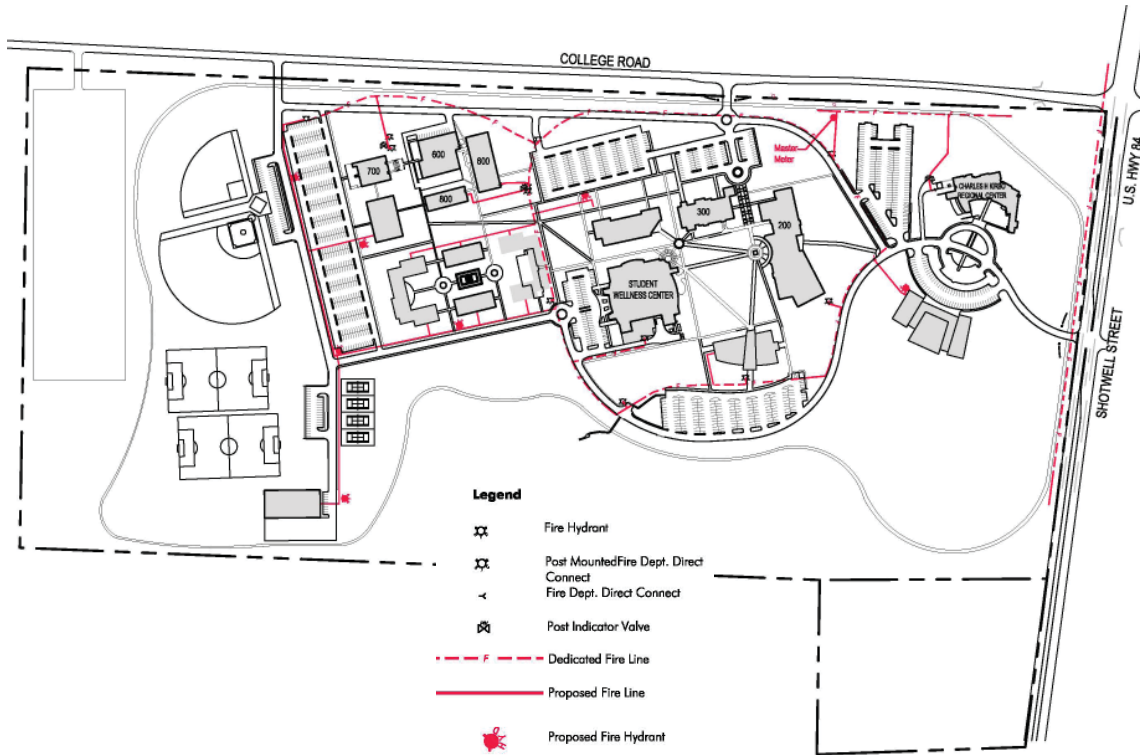 COLLEGE ROAD
U.S. HWY 84
SHOTWELL STREET
Master
Meter
600
600
700
800
300
200
CHARLES H KIRBO
REGIONAL CENTER
STUDENT
WELLNESS CENTER
Legend
Fire Hydrant
Post MountedFire Dept. Direct
Connect
Fire Dept. Direct Connect
Post Indicator Valve
F
Dedicated Fire Line
Proposed Fire Line
Proposed Fire Hydrant